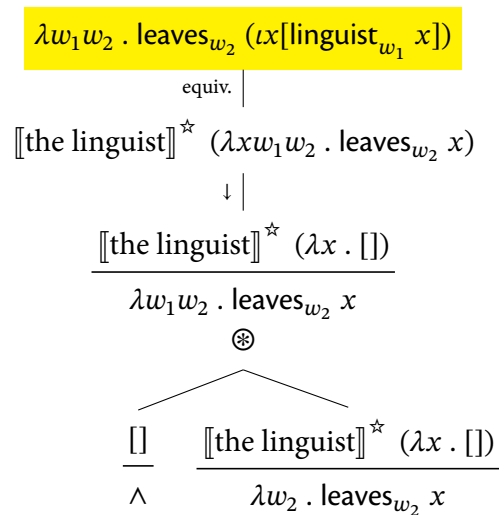 λw₁w₂ . leaves_w₂ (ιx[linguist_w₁ x])
equiv.
⟦the linguist⟧^☆ (λxw₁w₂ . leaves_w₂ x)
↓
⟦the linguist⟧^☆ (λx . [])
λw₁w₂ . leaves_w₂ x
⊛
[] ⟦the linguist⟧^☆ (λx . [])
∧ λw₂ . leaves_w₂ x